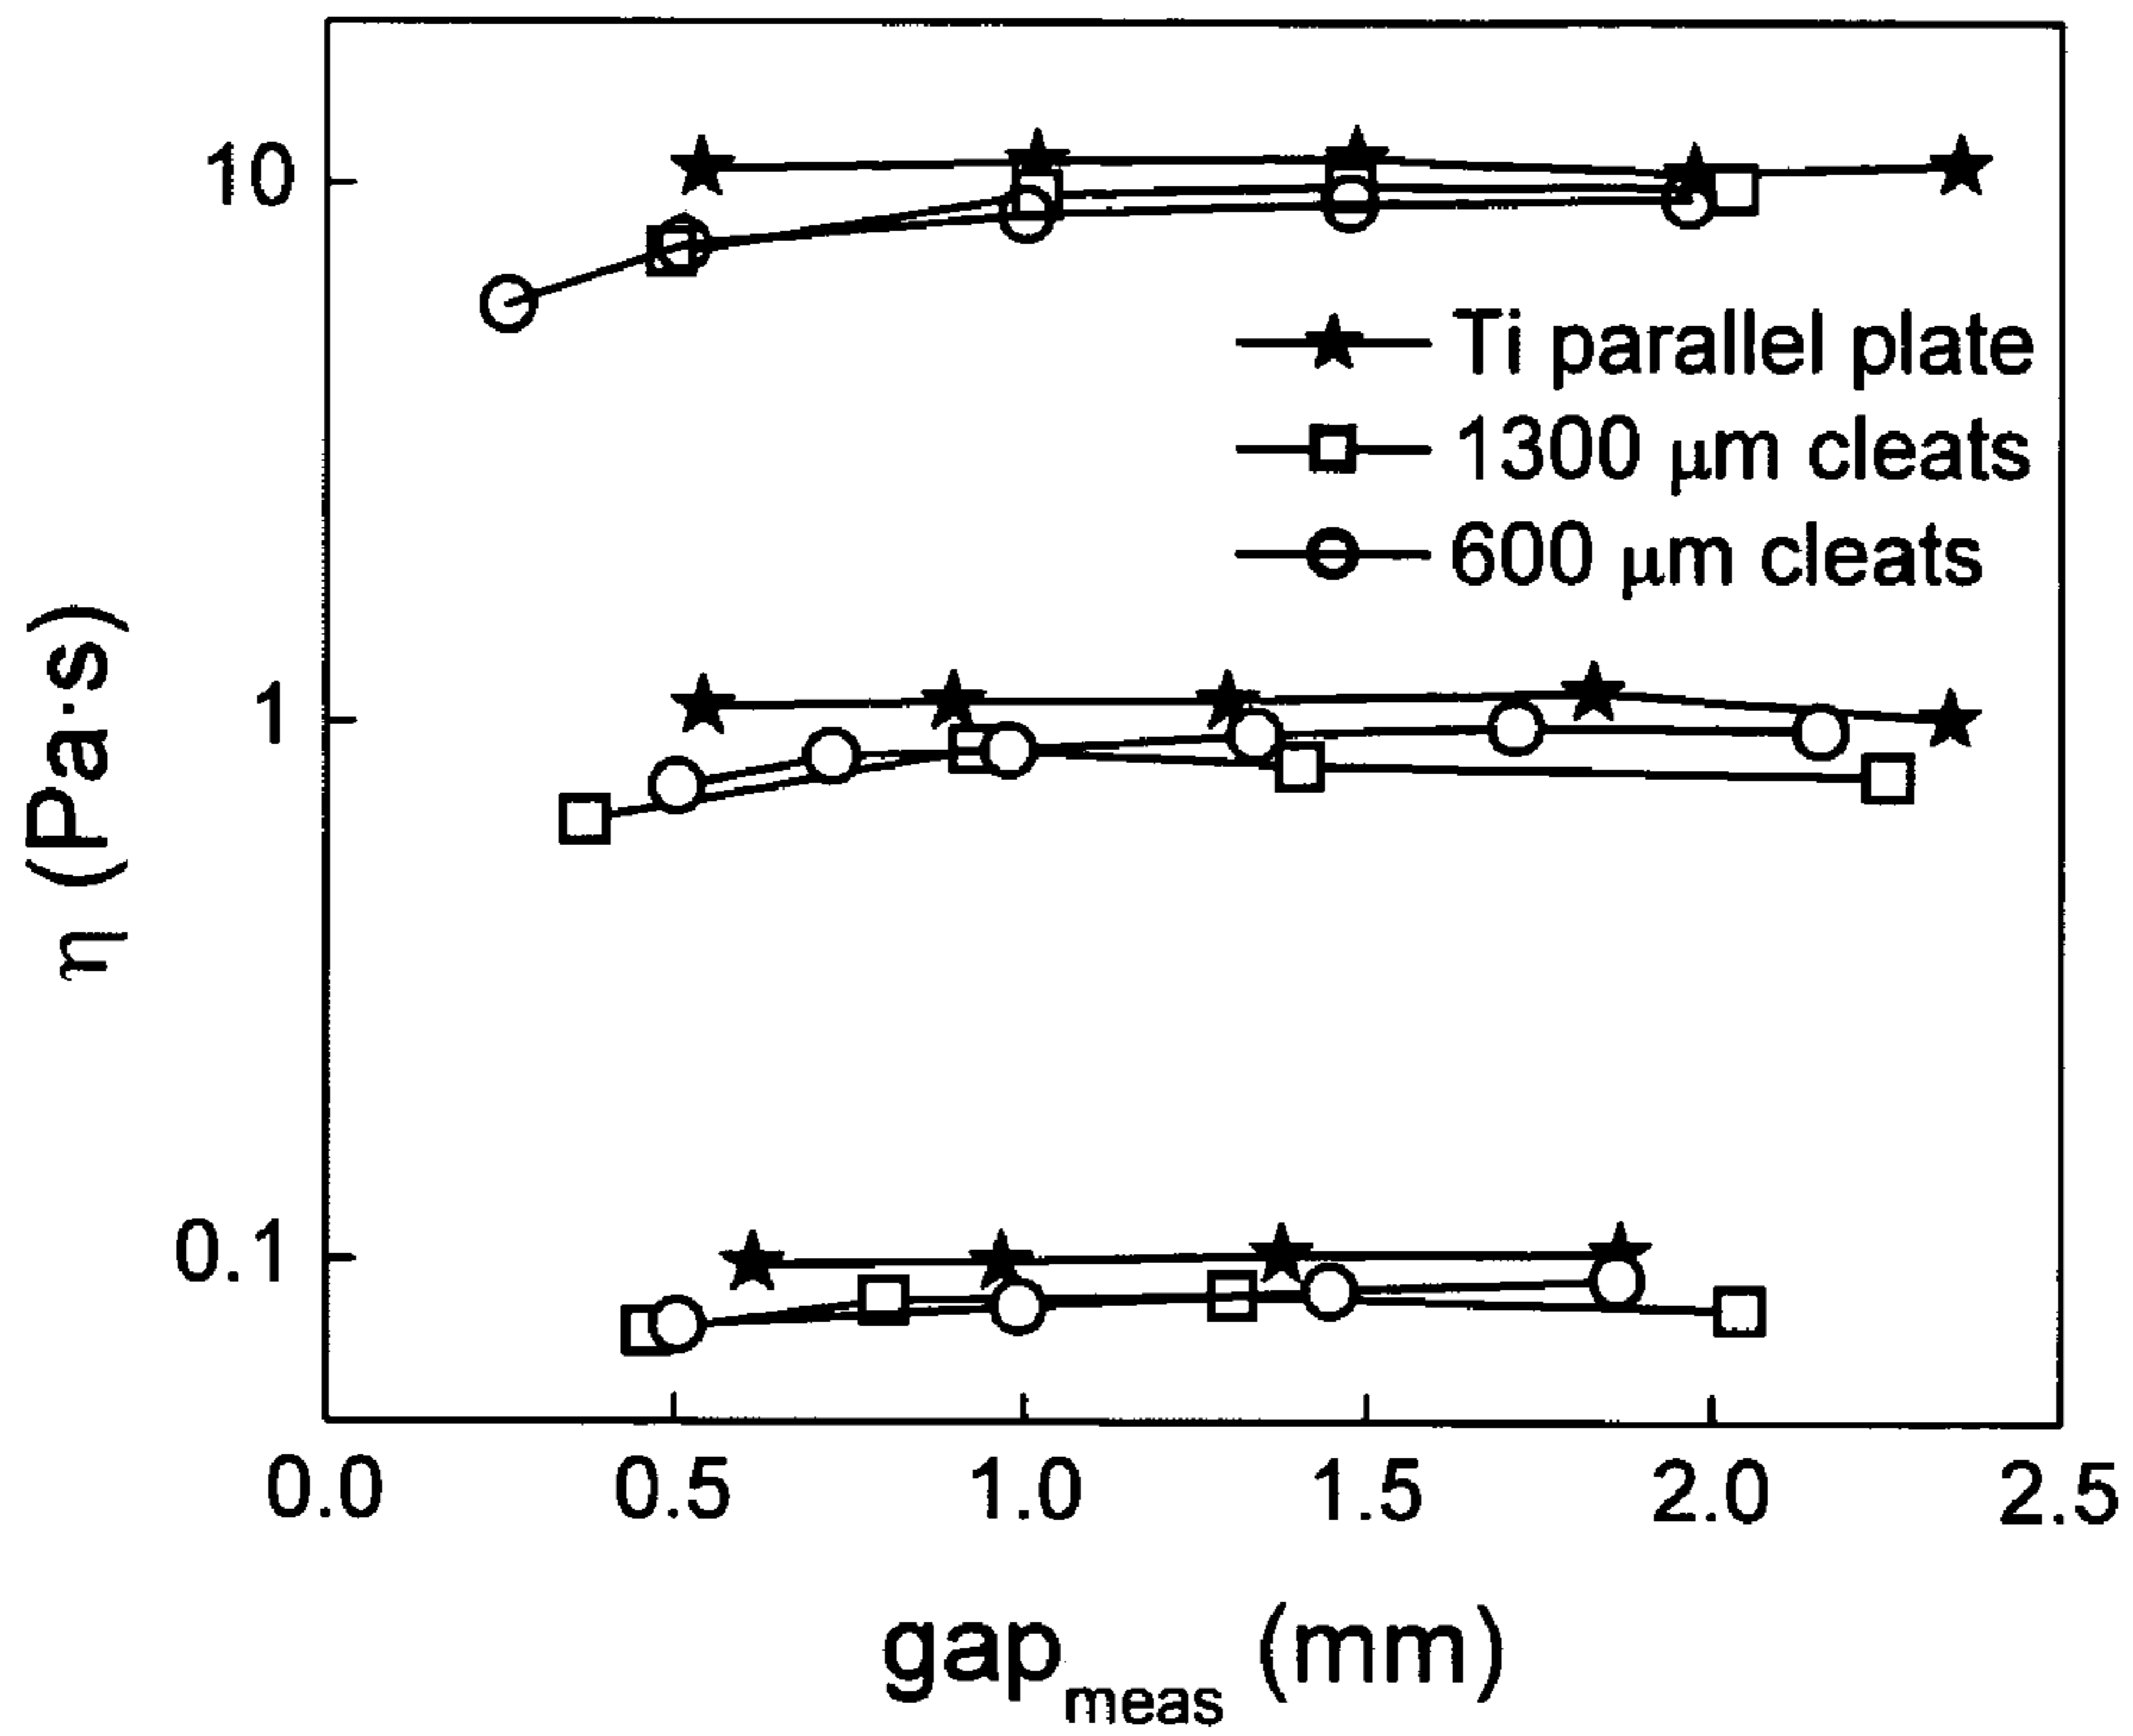 10
Ti parallel plate
1300 μm cleats
600 μm cleats
1
η (Pa·s)
0.1
0.0 0.5 1.0 1.5 2.0 2.5
gap_meas (mm)